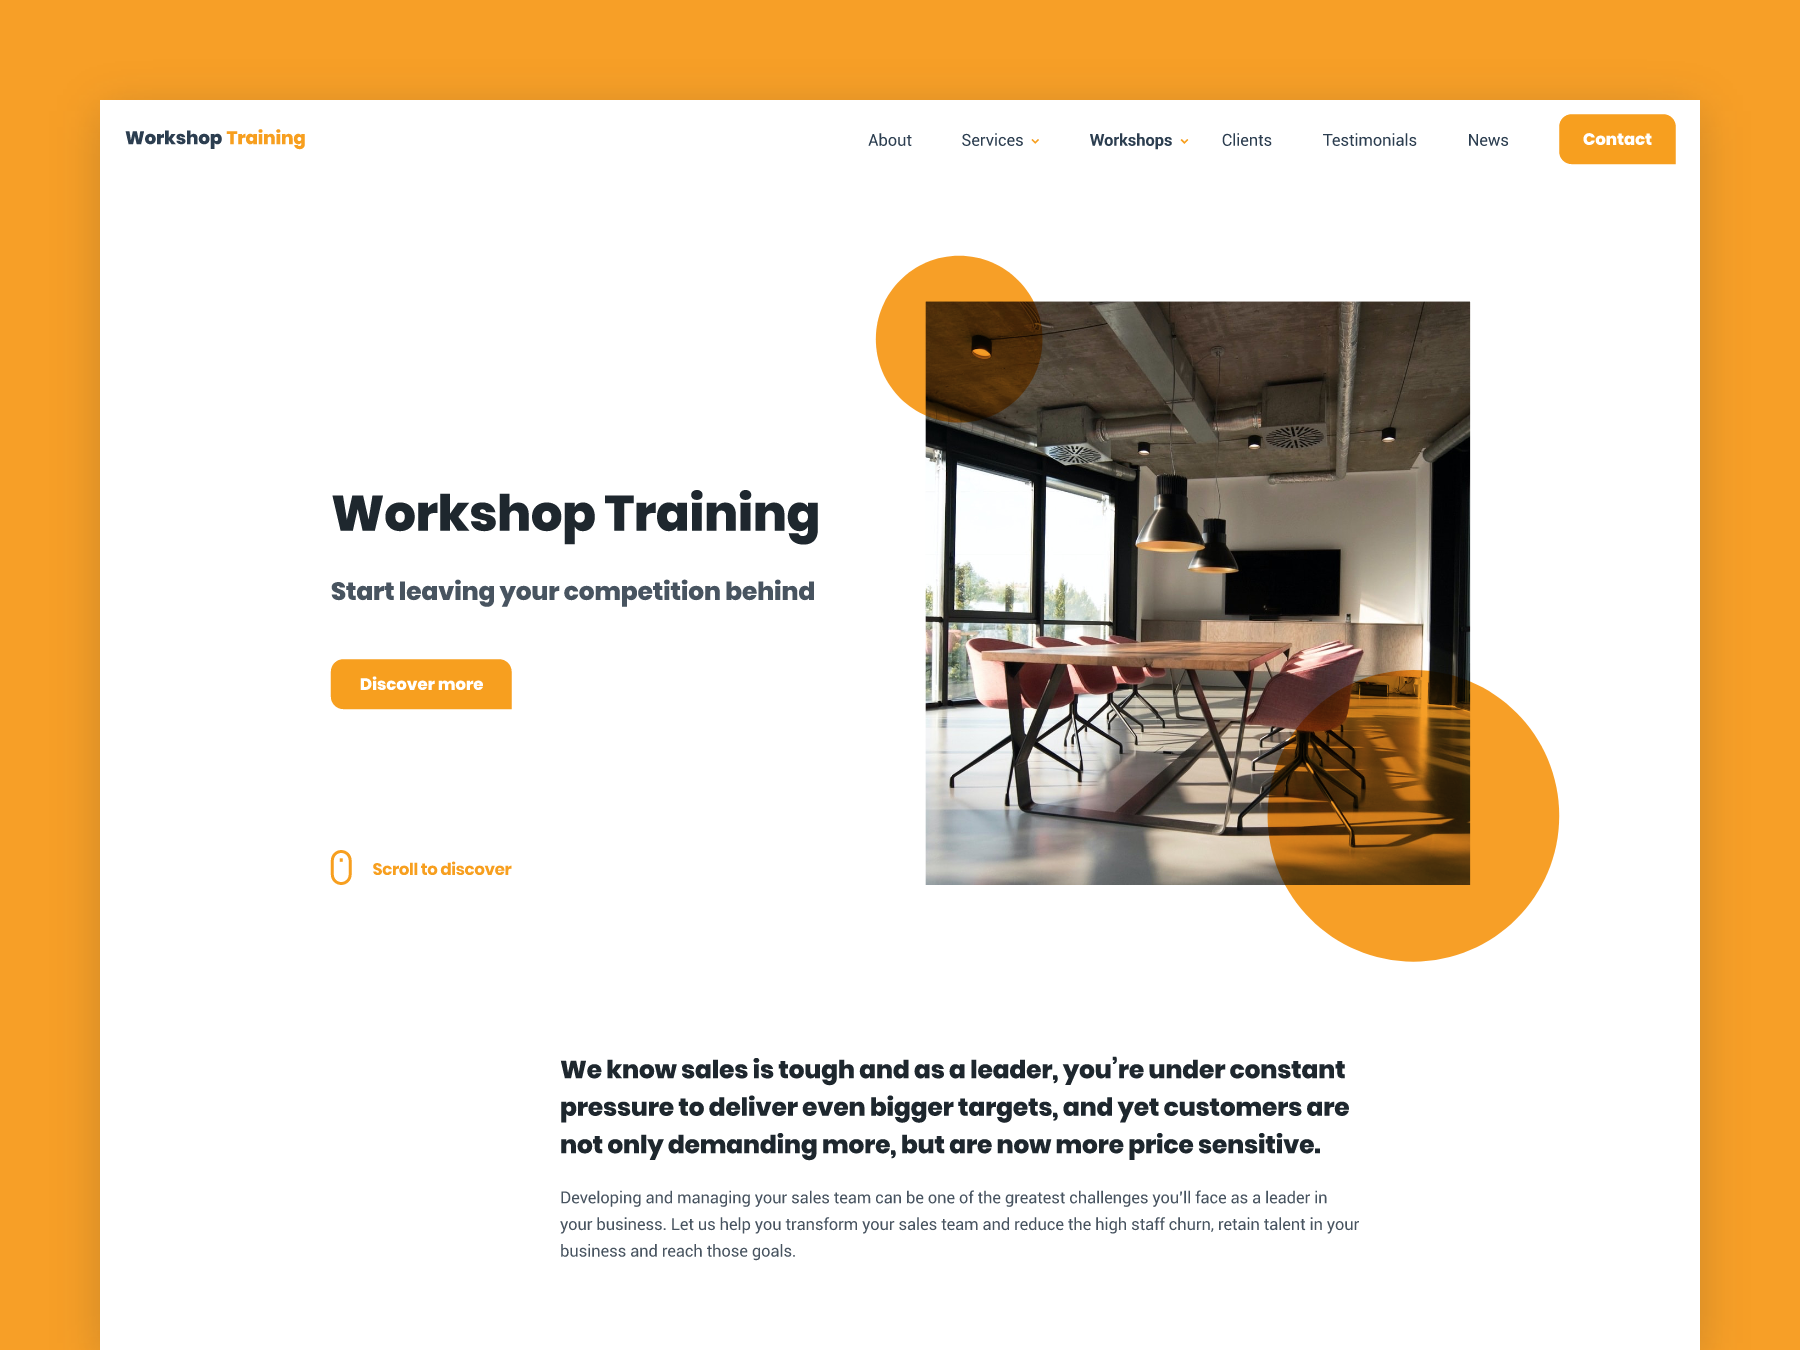 Workshop Training
About Services Workshops Clients Testimonials News Contact
Workshop Training
Start leaving your competition behind
Discover more
Scroll to discover
We know sales is tough and as a leader, you’re under constant
pressure to deliver even bigger targets, and yet customers are
not only demanding more, but are now more price sensitive.
Developing and managing your sales team can be one of the greatest challenges you’ll face as a leader in
your business. Let us help you transform your sales team and reduce the high staff churn, retain talent in your
business and reach those goals.